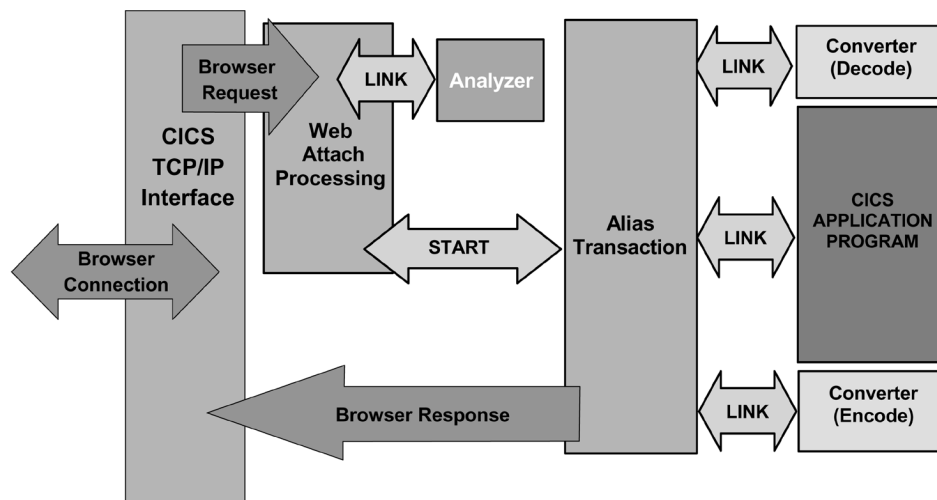 Browser
Request
LINK
Analyzer
LINK
Converter
(Decode)
CICS
TCP/IP
Interface
Web
Attach
Processing
CICS
APPLICATION
PROGRAM
Browser
Connection
START
Alias
Transaction
LINK
Browser Response
LINK
Converter
(Encode)